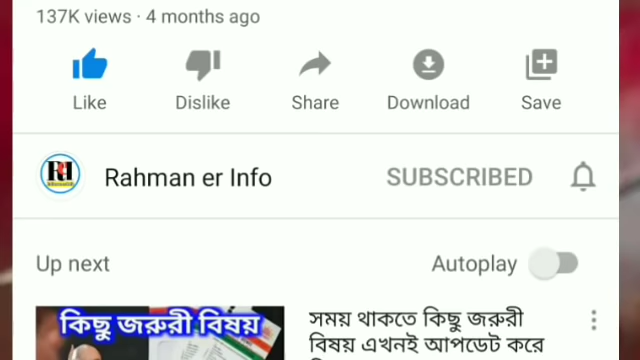 137K views · 4 months ago
Like Dislike Share Download Save
Rahman er Info SUBSCRIBED
Up next Autoplay
কিছু জরুরী বিষয়
সময় থাকতে কিছু জরুরী
বিষয় এখনই আপডেট করে